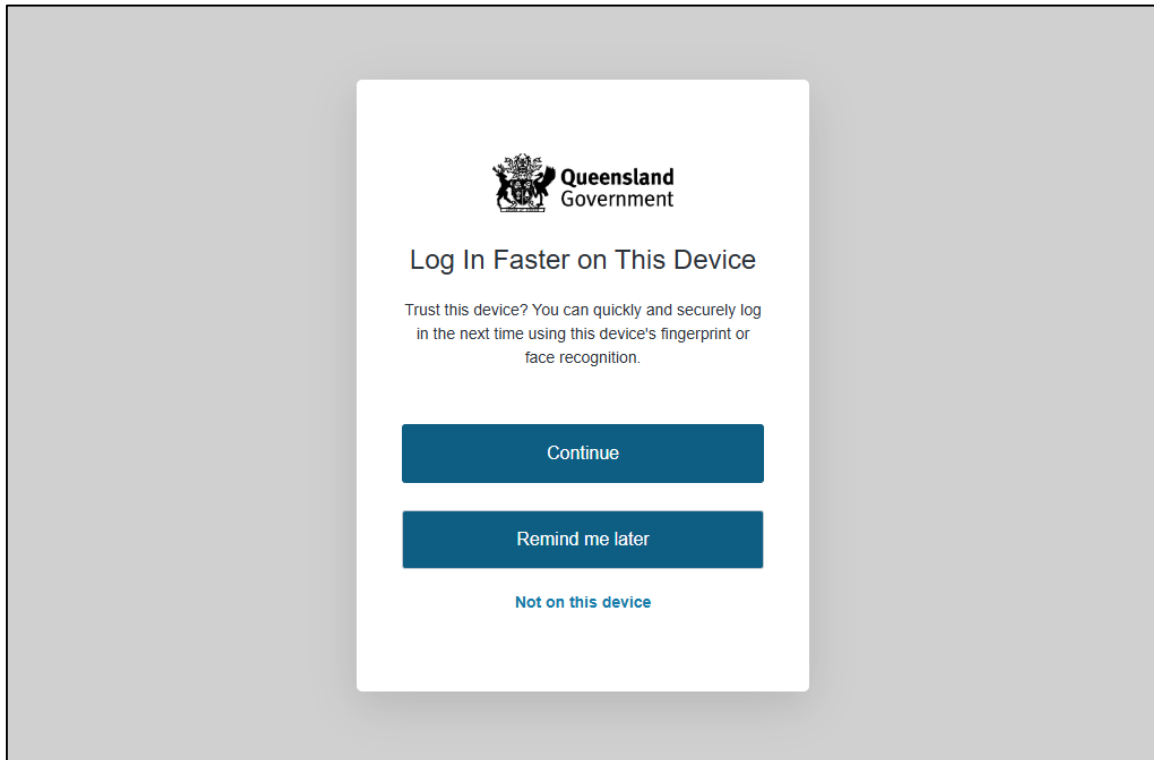 Queensland
Government
Log In Faster on This Device
Trust this device? You can quickly and securely log
in the next time using this device's fingerprint or
face recognition.
Continue
Remind me later
Not on this device